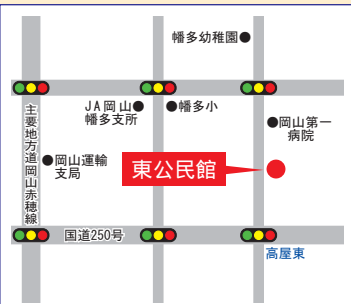 幡多幼稚園
JA岡山
幡多支所
幡多小
岡山第一
病院
主要地方道岡山赤穂線
岡山運輸
支局
東公民館
国道250号
高屋東